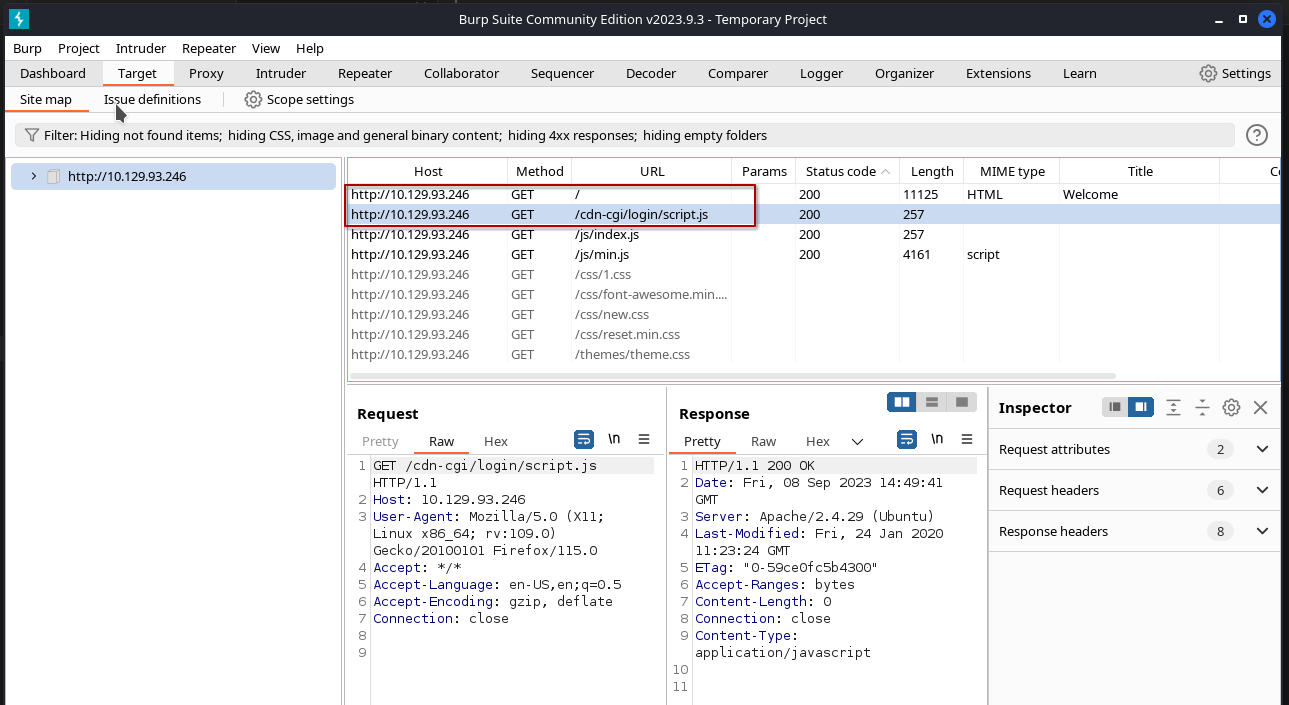 Burp Suite Community Edition v2023.9.3 - Temporary Project
Burp Project Intruder Repeater View Help
Dashboard Target Proxy Intruder Repeater Collaborator Sequencer Decoder Comparer Logger Organizer Extensions Learn Settings
Site map Issue definitions Scope settings
Filter: Hiding not found items; hiding CSS, image and general binary content; hiding 4xx responses; hiding empty folders ?
http://10.129.93.246
Host Method URL Params Status code Length MIME type Title
http://10.129.93.246 GET / 200 11125 HTML Welcome
http://10.129.93.246 GET /cdn-cgi/login/script.js 200 257
http://10.129.93.246 GET /js/index.js 200 257
http://10.129.93.246 GET /js/min.js 200 4161 script
http://10.129.93.246 GET /css/1.css
http://10.129.93.246 GET /css/font-awesome.min....
http://10.129.93.246 GET /css/new.css
http://10.129.93.246 GET /css/reset.min.css
http://10.129.93.246 GET /themes/theme.css
Request
Pretty Raw Hex \n
1 GET /cdn-cgi/login/script.js
HTTP/1.1
2 Host: 10.129.93.246
3 User-Agent: Mozilla/5.0 (X11;
Linux x86_64; rv:109.0)
Gecko/20100101 Firefox/115.0
4 Accept: */*
5 Accept-Language: en-US,en;q=0.5
6 Accept-Encoding: gzip, deflate
7 Connection: close
8
9
Response
Pretty Raw Hex \n
1 HTTP/1.1 200 OK
2 Date: Fri, 08 Sep 2023 14:49:41
GMT
3 Server: Apache/2.4.29 (Ubuntu)
4 Last-Modified: Fri, 24 Jan 2020
11:23:24 GMT
5 ETag: "0-59ce0fc5b4300"
6 Accept-Ranges: bytes
7 Content-Length: 0
8 Connection: close
9 Content-Type:
application/javascript
10
11
Inspector
Request attributes 2
Request headers 6
Response headers 8